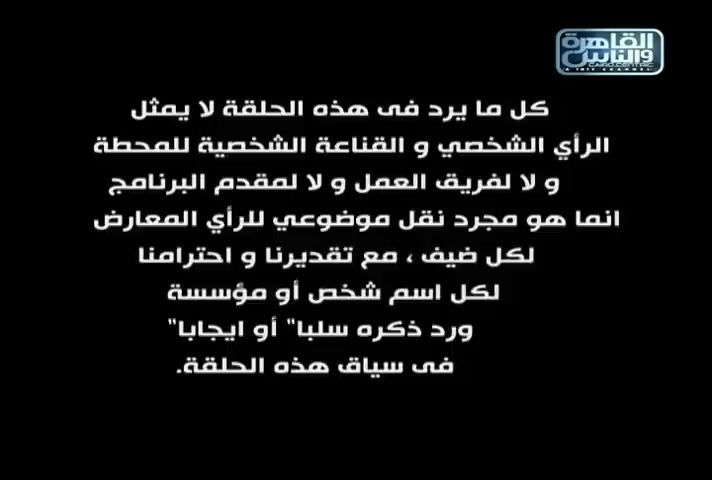 القاهرة
والناس
كل ما يرد فى هذه الحلقة لا يمثل
الرأي الشخصي و القناعة الشخصية للمحطة
و لا لفريق العمل و لا لمقدم البرنامج
انما هو مجرد نقل موضوعي للرأي المعارض
لكل ضيف ، مع تقديرنا و احترامنا
لكل اسم شخص أو مؤسسة
ورد ذكره سلبا" أو ايجابا"
فى سياق هذه الحلقة.